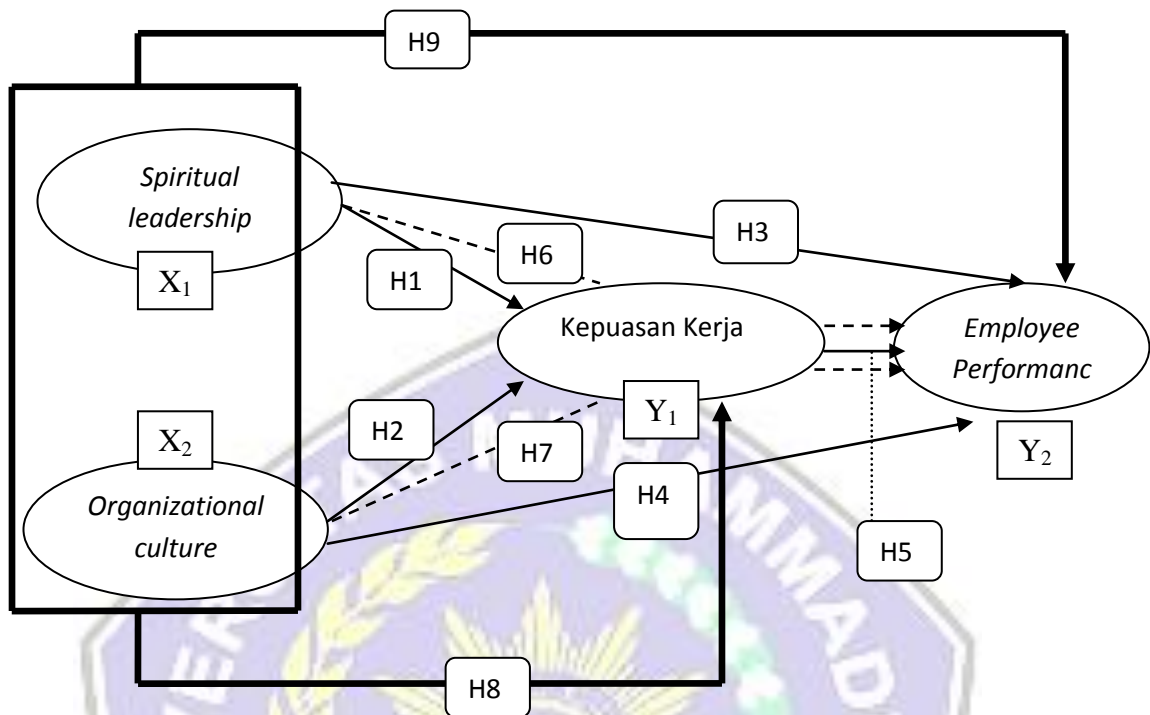 H9
Spiritual
leadership
X₁
H3
H6
H1
Kepuasan Kerja
Y₁
Employee
Performanc
Y₂
X₂
H2
H7
H4
H5
Organizational
culture
H8